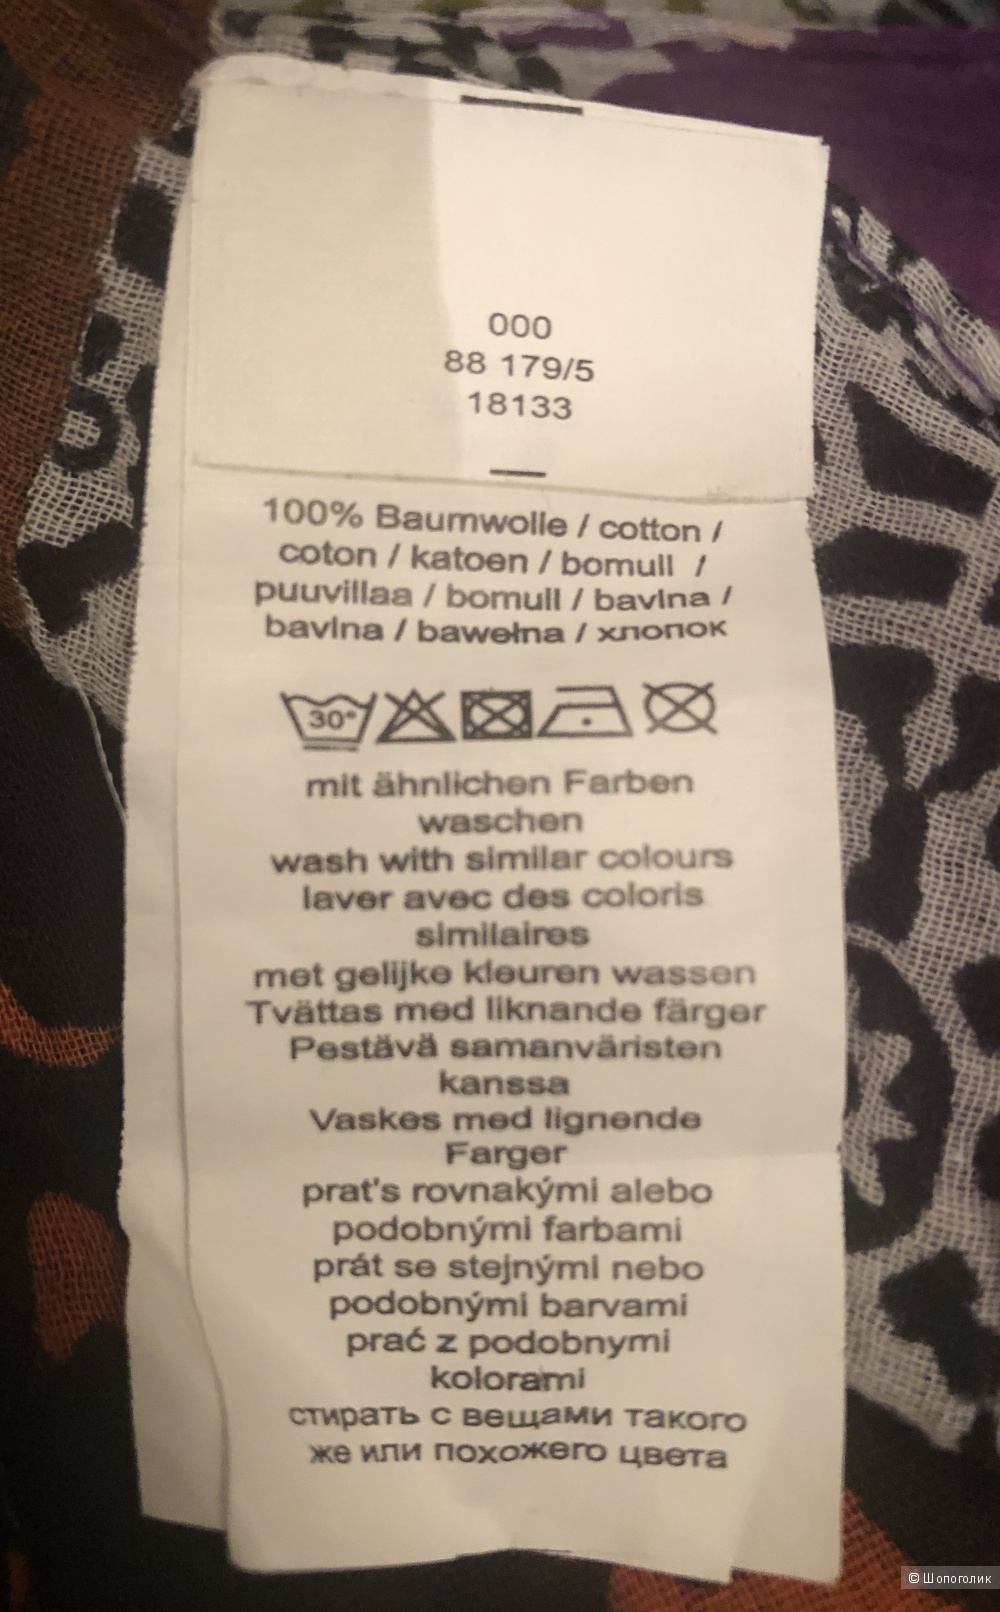 000
88 179/5
18133
100% Baumwolle / cotton /
coton / katoen / bomull /
puuvillaa / bomull / bavlna /
bavlna / bawełna / хлопок
30°
mit ähnlichen Farben
waschen
wash with similar colours
laver avec des coloris
similaires
met gelijke kleuren wassen
Tvättas med liknande färger
Pestävä samanväristen
kanssa
Vaskes med lignende
Farger
prat's rovnakými alebo
podobnými farbami
prát se stejnými nebo
podobnými barvami
prać z podobnymi
kolorami
стирать с вещами такого
же или похожего цвета
© Шопоголик